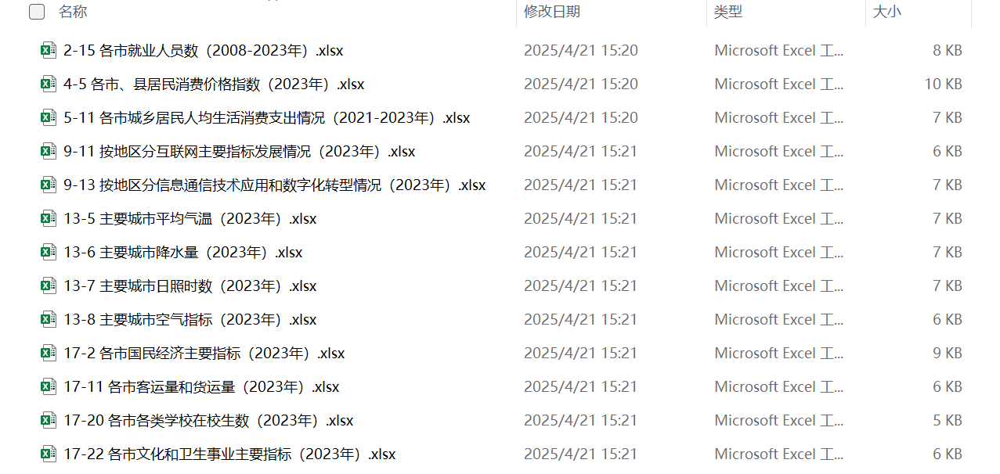 名称 修改日期 类型 大小
2-15 各市就业人员数（2008-2023年）.xlsx 2025/4/21 15:20 Microsoft Excel 工... 8 KB
4-5 各市、县居民消费价格指数（2023年）.xlsx 2025/4/21 15:20 Microsoft Excel 工... 10 KB
5-11 各市城乡居民人均生活消费支出情况（2021-2023年）.xlsx 2025/4/21 15:20 Microsoft Excel 工... 7 KB
9-11 按地区分互联网主要指标发展情况（2023年）.xlsx 2025/4/21 15:21 Microsoft Excel 工... 6 KB
9-13 按地区分信息通信技术应用和数字化转型情况（2023年）.xlsx 2025/4/21 15:21 Microsoft Excel 工... 7 KB
13-5 主要城市平均气温（2023年）.xlsx 2025/4/21 15:21 Microsoft Excel 工... 7 KB
13-6 主要城市降水量（2023年）.xlsx 2025/4/21 15:21 Microsoft Excel 工... 7 KB
13-7 主要城市日照时数（2023年）.xlsx 2025/4/21 15:21 Microsoft Excel 工... 7 KB
13-8 主要城市空气指标（2023年）.xlsx 2025/4/21 15:21 Microsoft Excel 工... 6 KB
17-2 各市国民经济主要指标（2023年）.xlsx 2025/4/21 15:21 Microsoft Excel 工... 9 KB
17-11 各市客运量和货运量（2023年）.xlsx 2025/4/21 15:21 Microsoft Excel 工... 6 KB
17-20 各市各类学校在校生数（2023年）.xlsx 2025/4/21 15:21 Microsoft Excel 工... 5 KB
17-22 各市文化和卫生事业主要指标（2023年）.xlsx 2025/4/21 15:21 Microsoft Excel 工... 6 KB